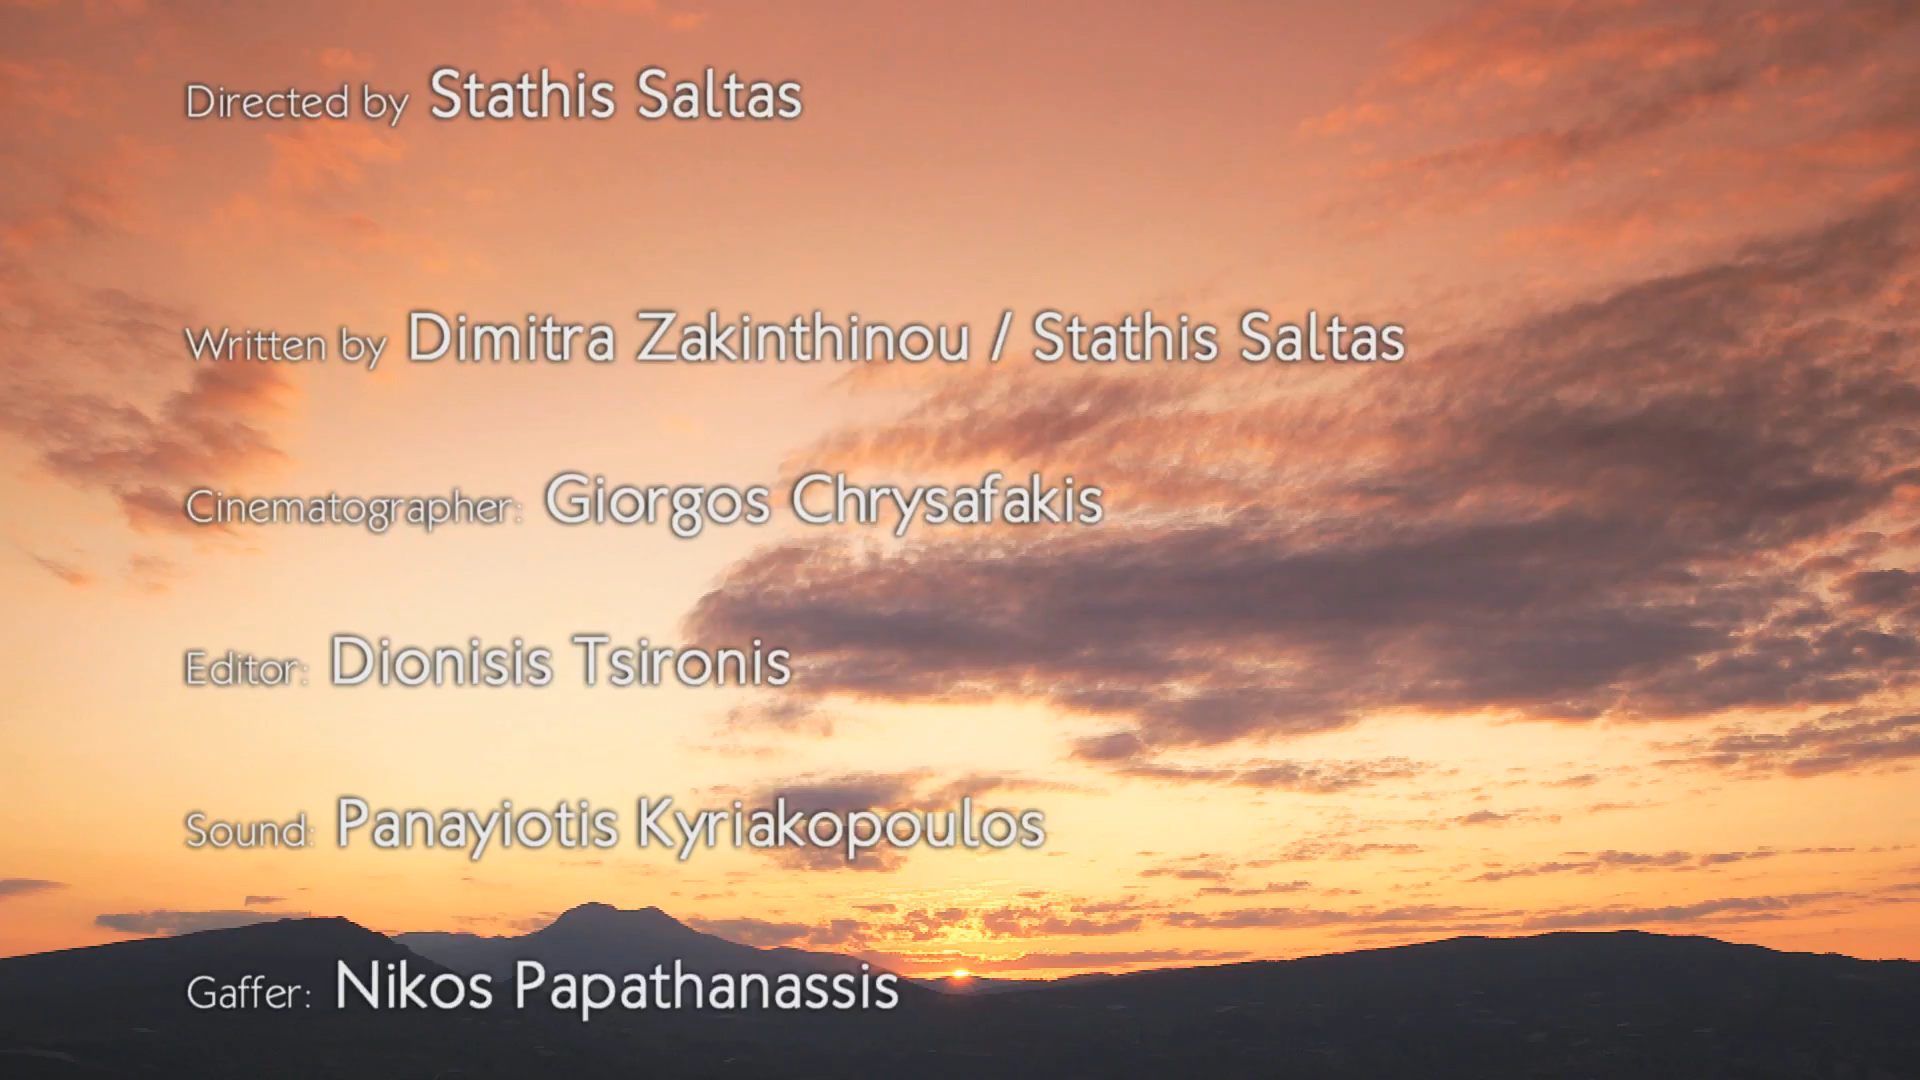 Directed by Stathis Saltas
Written by Dimitra Zakinthinou / Stathis Saltas
Cinematographer: Giorgos Chrysafakis
Editor: Dionisis Tsironis
Sound: Panayiotis Kyriakopoulos
Gaffer: Nikos Papathanassis